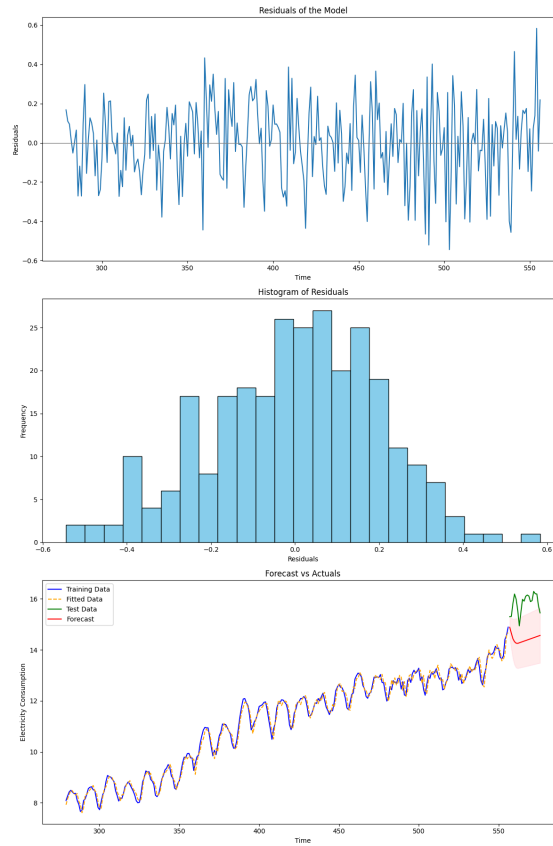 Residuals of the Model
0.6
0.4
0.2
0.0
−0.2
−0.4
−0.6
Residuals
300
350
400
450
500
550
Time
Histogram of Residuals
25
20
15
10
5
0
Frequency
−0.6
−0.4
−0.2
0.0
0.2
0.4
0.6
Residuals
Forecast vs Actuals
Training Data
Fitted Data
Test Data
Forecast
16
14
12
10
8
Electricity Consumption
300
350
400
450
500
550
Time